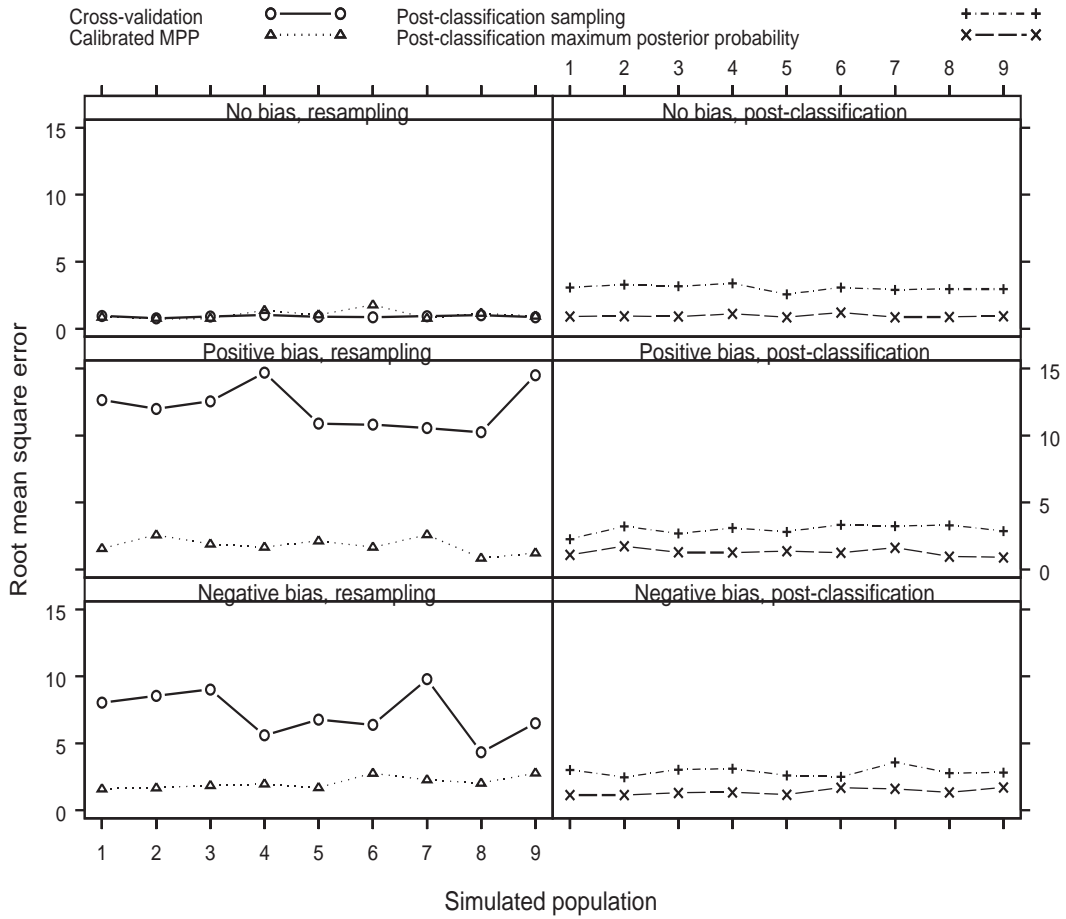 Cross-validation
Post-classification sampling
Calibrated MPP
Post-classification maximum posterior probability
1 2 3 4 5 6 7 8 9
No bias, resampling
No bias, post-classification
15
10
5
0
Positive bias, resampling
Positive bias, post-classification
15
10
5
0
Root mean square error
Negative bias, resampling
Negative bias, post-classification
15
10
5
0
1 2 3 4 5 6 7 8 9
Simulated population